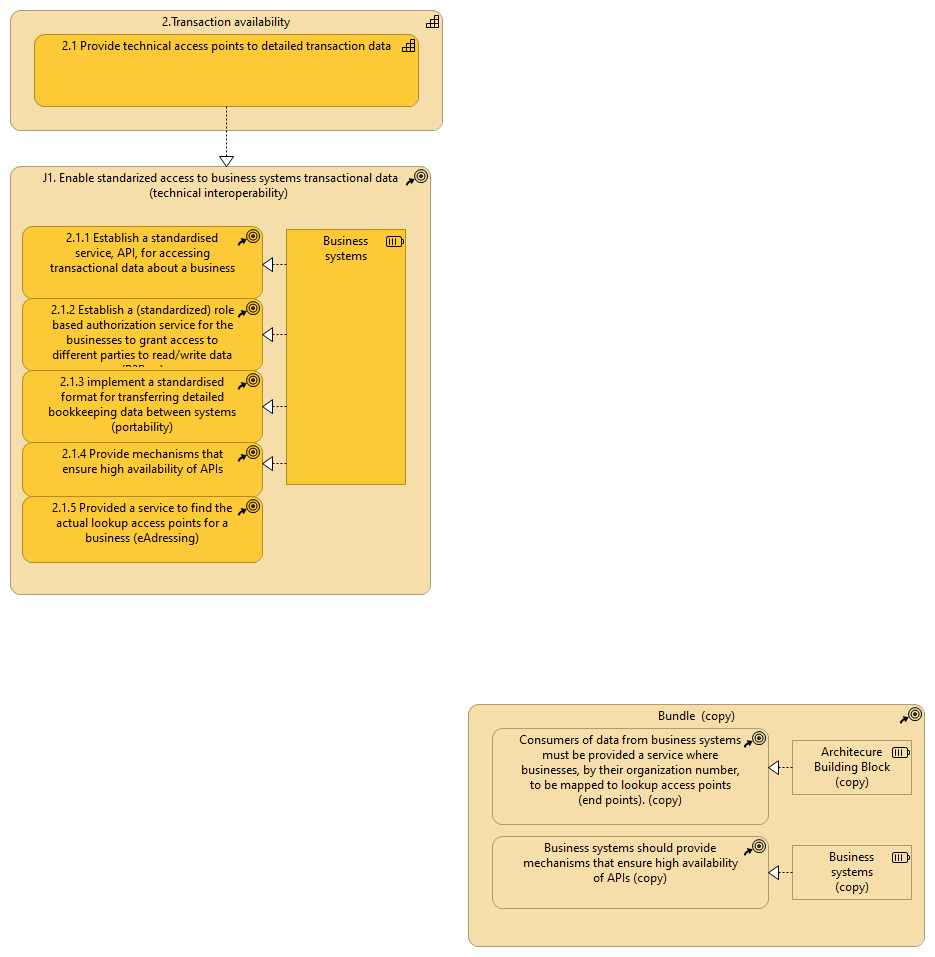 2.Transaction availability
2.1 Provide technical access points to detailed transaction data
J1. Enable standarized access to business systems transactional data
(technical interoperability)
2.1.1 Establish a standardised
service, API, for accessing
transactional data about a business
Business
systems
2.1.2 Establish a (standardized) role
based authorization service for the
businesses to grant access to
different parties to read/write data
2.1.3 implement a standardised
format for transferring detailed
bookkeeping data between systems
(portability)
2.1.4 Provide mechanisms that
ensure high availability of APIs
2.1.5 Provided a service to find the
actual lookup access points for a
business (eAdressing)
Bundle  (copy)
Consumers of data from business systems
must be provided a service where
businesses, by their organization number,
to be mapped to lookup access points
(end points). (copy)
Architecure
Building Block
(copy)
Business systems should provide
mechanisms that ensure high availability
of APIs (copy)
Business
systems
(copy)